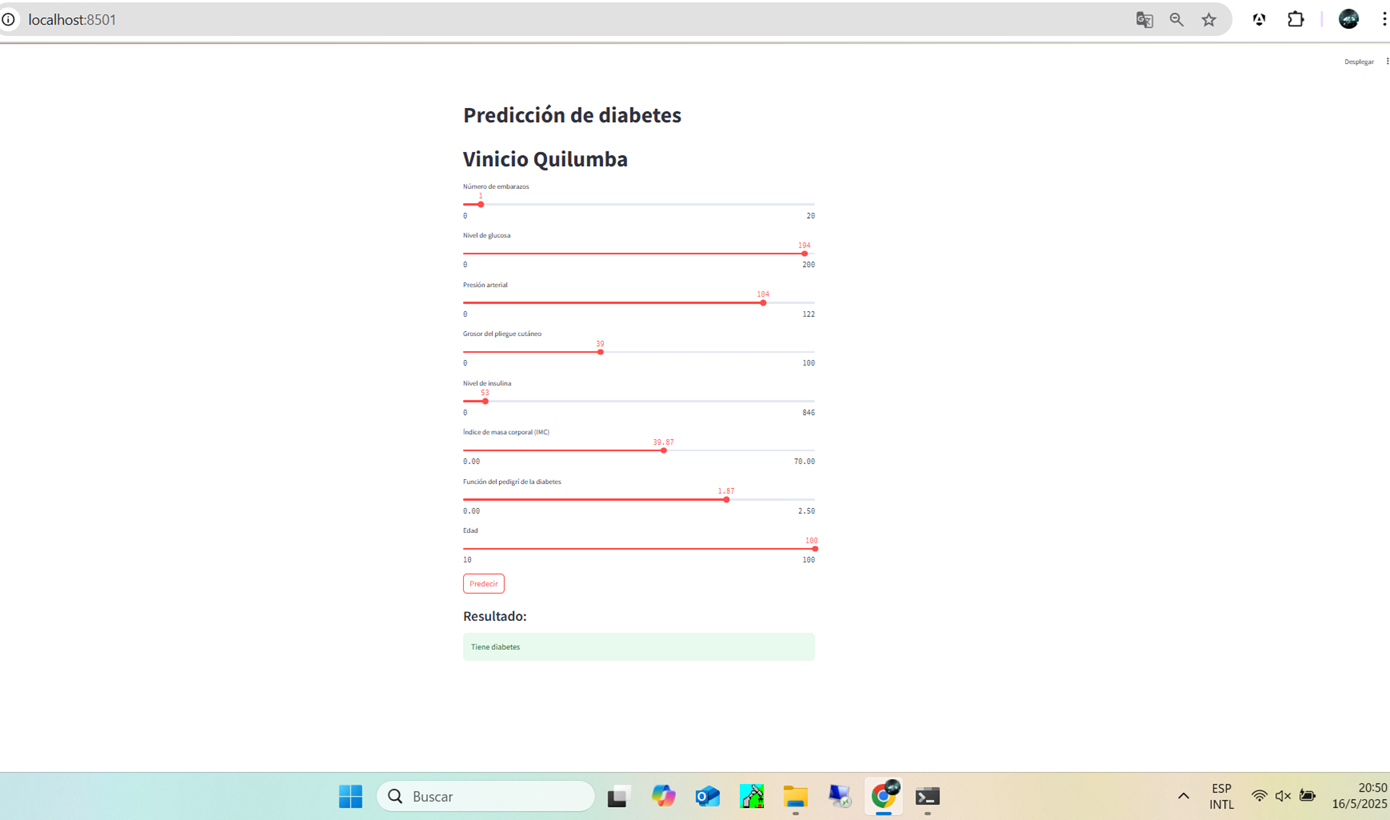 localhost:8501
Desplegar
Predicción de diabetes
Vinicio Quilumba
Número de embarazos
1
0 20
Nivel de glucosa
194
0 200
Presión arterial
104
0 122
Grosor del pliegue cutáneo
39
0 100
Nivel de insulina
53
0 846
Índice de masa corporal (IMC)
39.87
0.00 70.00
Función del pedigrí de la diabetes
1.87
0.00 2.50
Edad
100
10 100
Predecir
Resultado:
Tiene diabetes
Buscar
ESP
INTL
20:50
16/5/2025